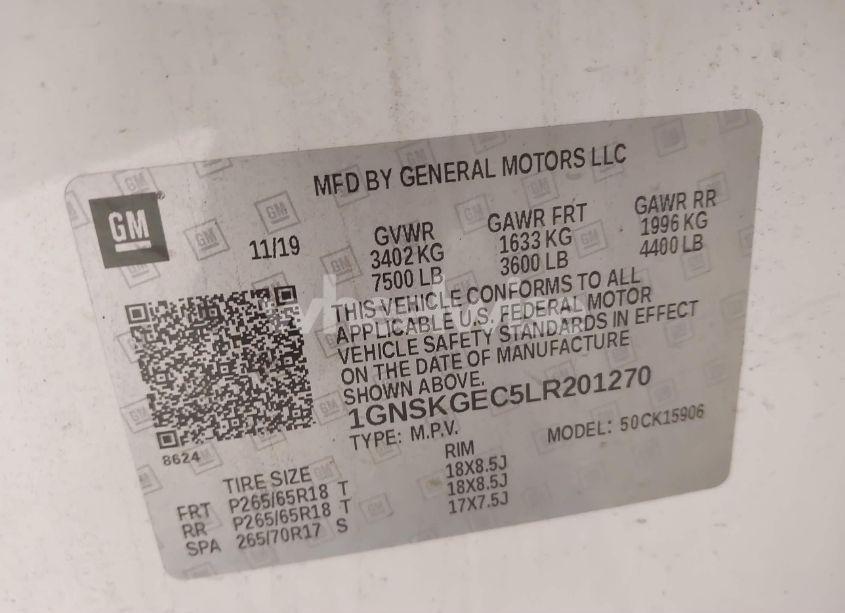 MFD BY GENERAL MOTORS LLC
GM
11/19
GVWR
3402 KG
7500 LB
GAWR FRT
1633 KG
3600 LB
GAWR RR
1996 KG
4400 LB
THIS VEHICLE CONFORMS TO ALL
APPLICABLE U.S. FEDERAL MOTOR
VEHICLE SAFETY STANDARDS IN EFFECT
ON THE DATE OF MANUFACTURE
SHOWN ABOVE.
1GNSKGEC5LR201270
TYPE: M.P.V.
MODEL: 50CK15906
8624
TIRE SIZE RIM
FRT P265/65R18 T 18X8.5J
RR P265/65R18 T 18X8.5J
SPA 265/70R17 S 17X7.5J